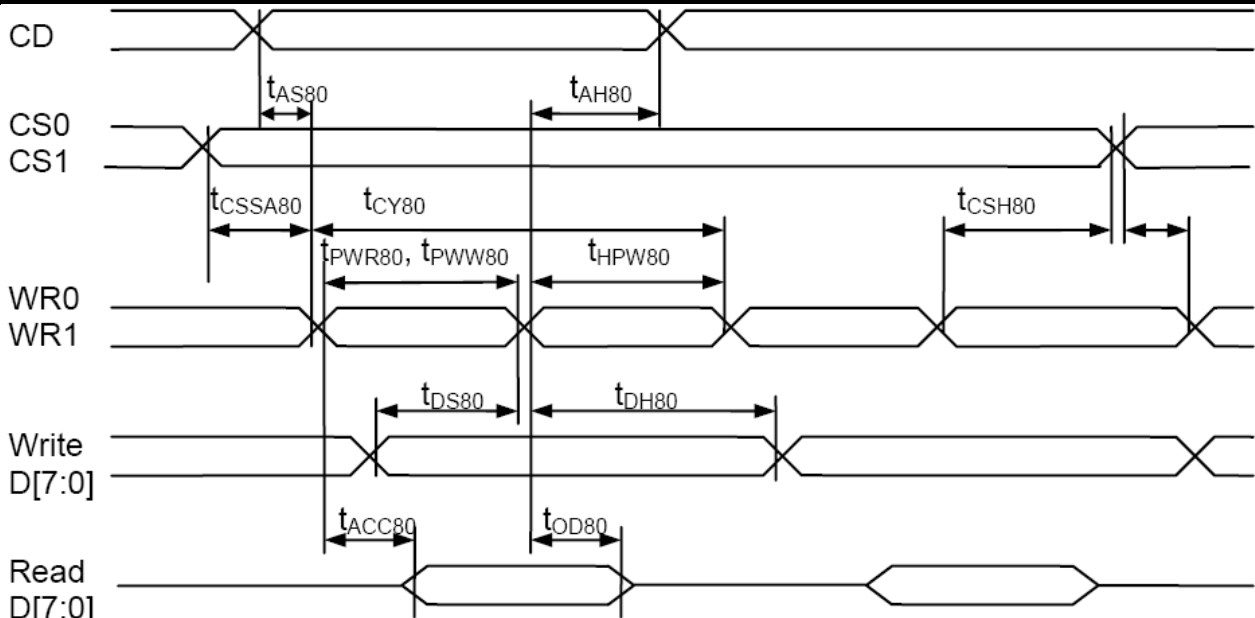 CD
tAS80
tAH80
CS0
CS1
tCSSA80
tCY80
tCSH80
tPWR80, tPWW80
tHPW80
WR0
WR1
tDS80
tDH80
Write
D[7:0]
tACC80
tOD80
Read
D[7:0]